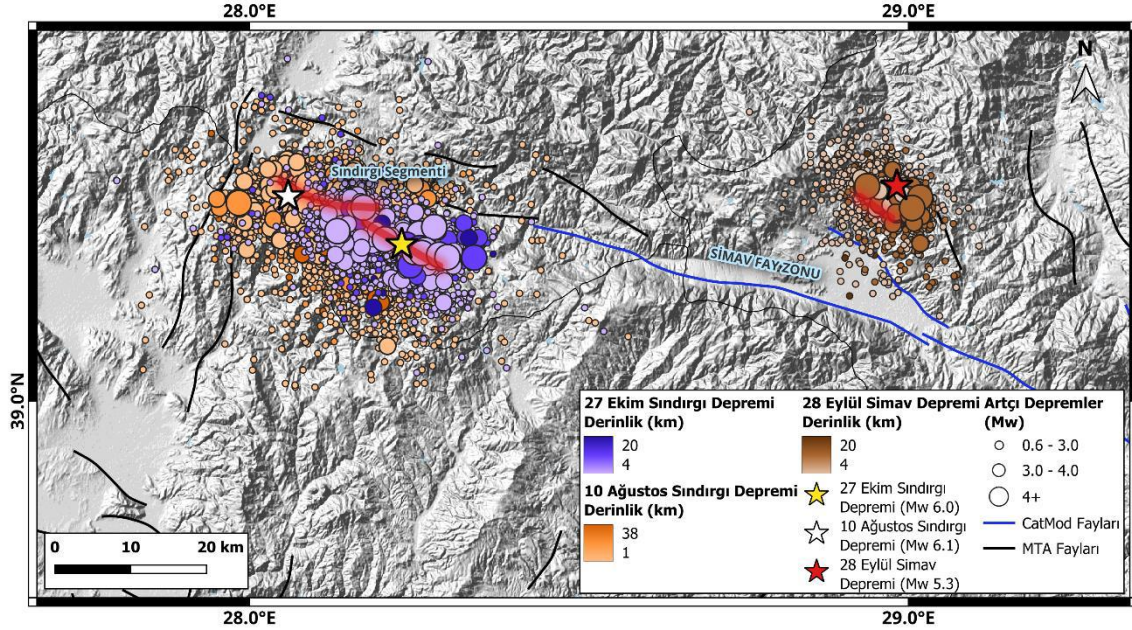 28.0°E
29.0°E
N
Sındırgı Segmenti
SİMAV FAY ZONU
39.0°N
27 Ekim Sındırgı Depremi
Derinlik (km)
20
4
10 Ağustos Sındırgı Depremi
Derinlik (km)
38
1
28 Eylül Simav Depremi
Derinlik (km)
20
4
27 Ekim Sındırgı
Depremi (Mw 6.0)
10 Ağustos Sındırgı
Depremi (Mw 6.1)
28 Eylül Simav
Depremi (Mw 5.3)
Artçı Depremler
(Mw)
0.6 - 3.0
3.0 - 4.0
4+
CatMod Fayları
MTA Fayları
0 10 20 km
28.0°E
29.0°E